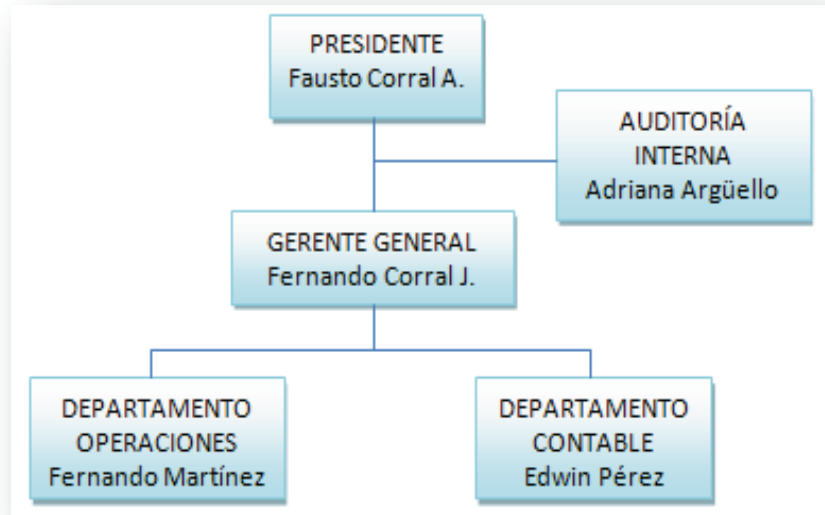 PRESIDENTE
Fausto Corral A.
AUDITORÍA
INTERNA
Adriana Argüello
GERENTE GENERAL
Fernando Corral J.
DEPARTAMENTO
OPERACIONES
Fernando Martínez
DEPARTAMENTO
CONTABLE
Edwin Pérez